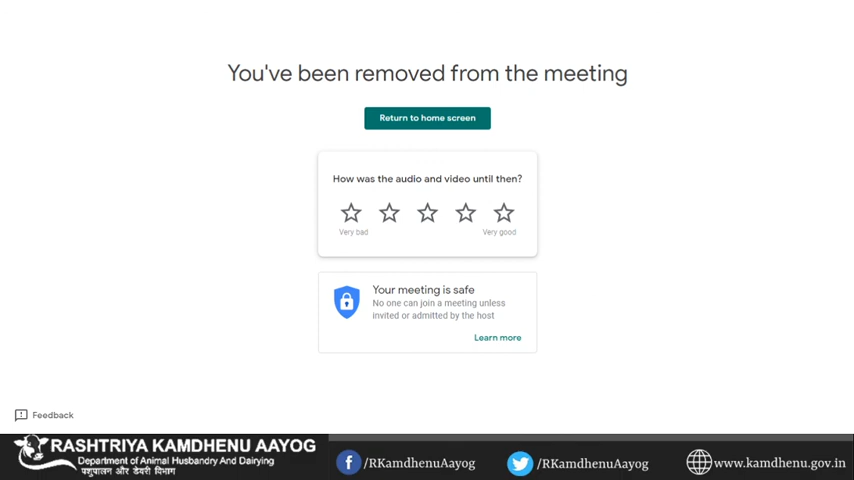 You've been removed from the meeting
Return to home screen
How was the audio and video until then?
Very bad
Very good
Your meeting is safe
No one can join a meeting unless
invited or admitted by the host
Learn more
Feedback
RASHTRIYA KAMDHENU AAYOG
Department of Animal Husbandry And Dairying
पशुपालन और डेयरी विभाग
/RKamdhenuAayog
/RKamdhenuAayog
www.kamdhenu.gov.in